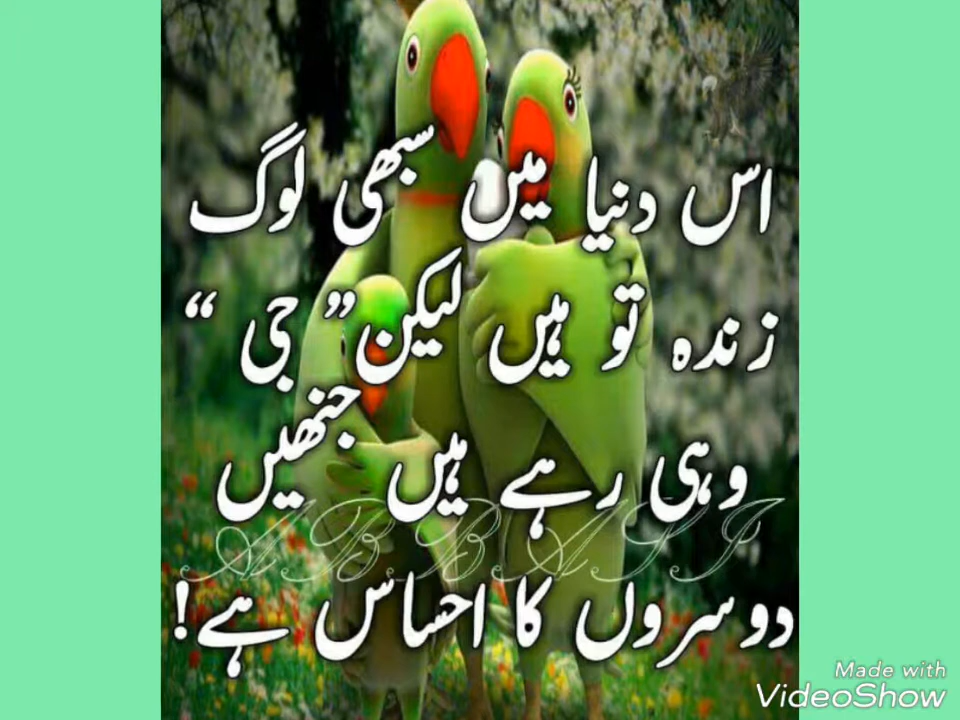 اس دنیا میں سبھی لوگ
زندہ تو ہیں لیکن” جی “
وہی رہے ہیں جنھیں
ABBASI
دوسروں کا احساس ہے!
Made with
VideoShow